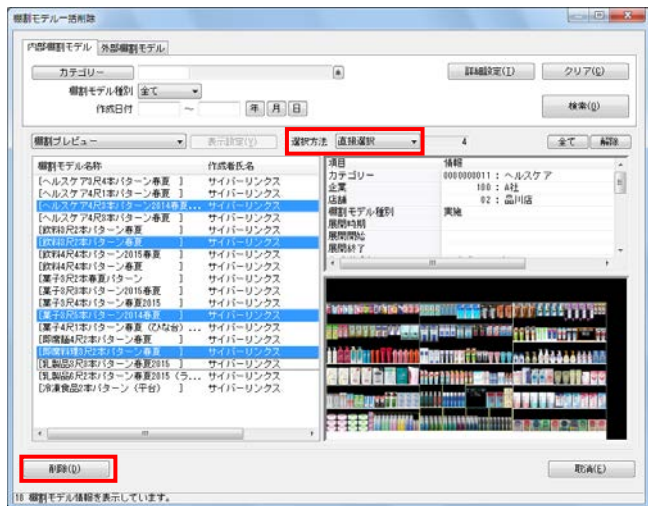 棚割モデル一括削除
内部棚割モデル 外部棚割モデル
カテゴリー 詳細設定(I) クリア(C)
棚割モデル種別 全て
作成日付 ～ 年 月 日 検索(Q)
棚割プレビュー 表示設定(V) 選択方法 直接選択 4 全て 解除
棚割モデル名称 作成者氏名
[ヘルスケア3尺4本パターン春夏 ] サイバーリンクス
[ヘルスケア4尺1本パターン春夏 ] サイバーリンクス
[ヘルスケア4尺3本パターン2014春夏... サイバーリンクス
[ヘルスケア4尺7本パターン春夏 ] サイバーリンクス
[飲料3尺2本パターン春夏 ] サイバーリンクス
[飲料3尺2本パターン春夏 ] サイバーリンクス
[飲料4尺4本パターン2015春夏 ] サイバーリンクス
[飲料4尺4本パターン春夏 ] サイバーリンクス
[菓子3尺2本春夏パターン ] サイバーリンクス
[菓子3尺3本パターン2015春夏 ] サイバーリンクス
[菓子3尺4本パターン春夏2015 ] サイバーリンクス
[菓子3尺5本パターン2014春夏 ] サイバーリンクス
[菓子4尺1本パターン春夏（ひな台）... サイバーリンクス
[即席麺4尺2本パターン春夏 ] サイバーリンクス
[即席料理3尺2本パターン春夏 ] サイバーリンクス
[乳製品8尺3本パターン春夏2015 ] サイバーリンクス
[乳製品6尺2本パターン春夏2015（ラ... サイバーリンクス
[冷凍食品2本パターン（平台） ] サイバーリンクス
項目 情報
カテゴリー 0000000011 : ヘルスケア
企業 100 : A社
店舗 02 : 品川店
棚割モデル種別 実施
展開時期
展開開始
展開終了
削除(D) 取消(E)
18 棚割モデル情報を表示しています。